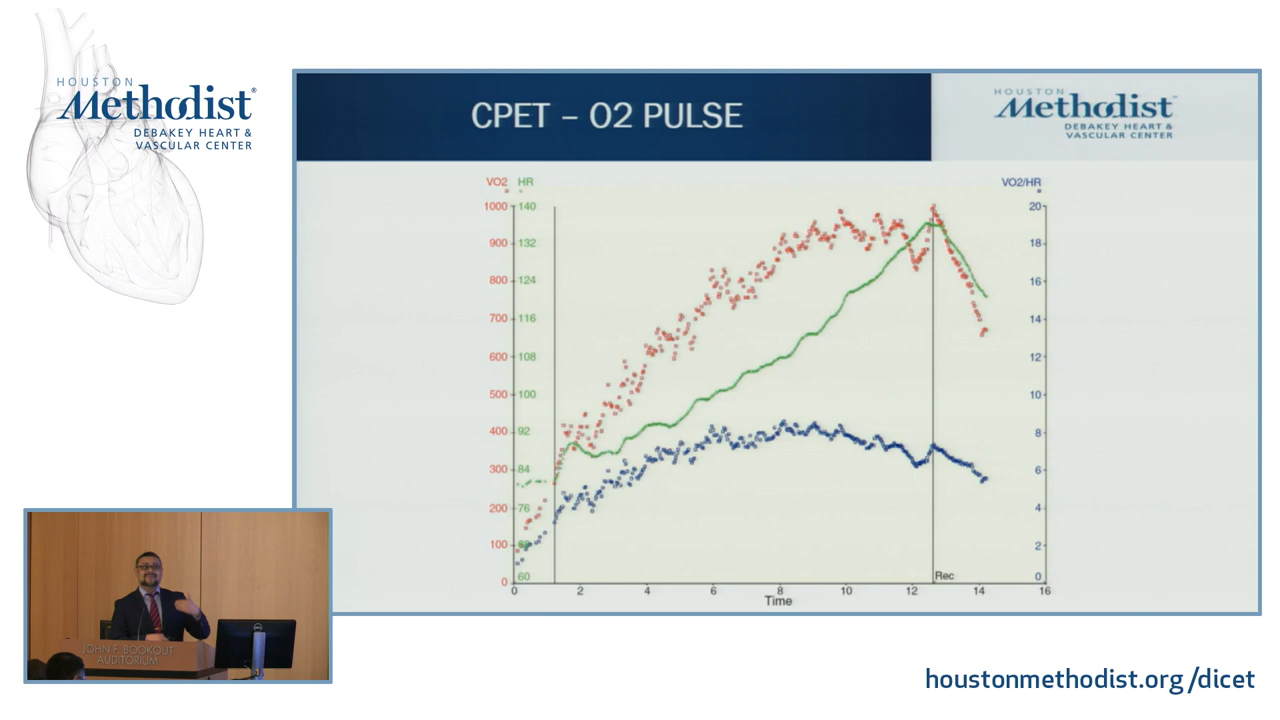 HOUSTON
Methodist®
DEBAKEY HEART &
VASCULAR CENTER
CPET – O2 PULSE
HOUSTON
Methodist
DEBAKEY HEART &
VASCULAR CENTER
VO2 HR VO2/HR
1000 140 20
900 132 18
800 124 16
700 116 14
600 108 12
500 100 10
400 92 8
300 84 6
200 76 4
100 68 2
0 60 Rec 0
0 2 4 6 8 10 12 14 16
Time
JOHN F. BOOKOUT
AUDITORIUM
DELL
houstonmethodist.org/dicet